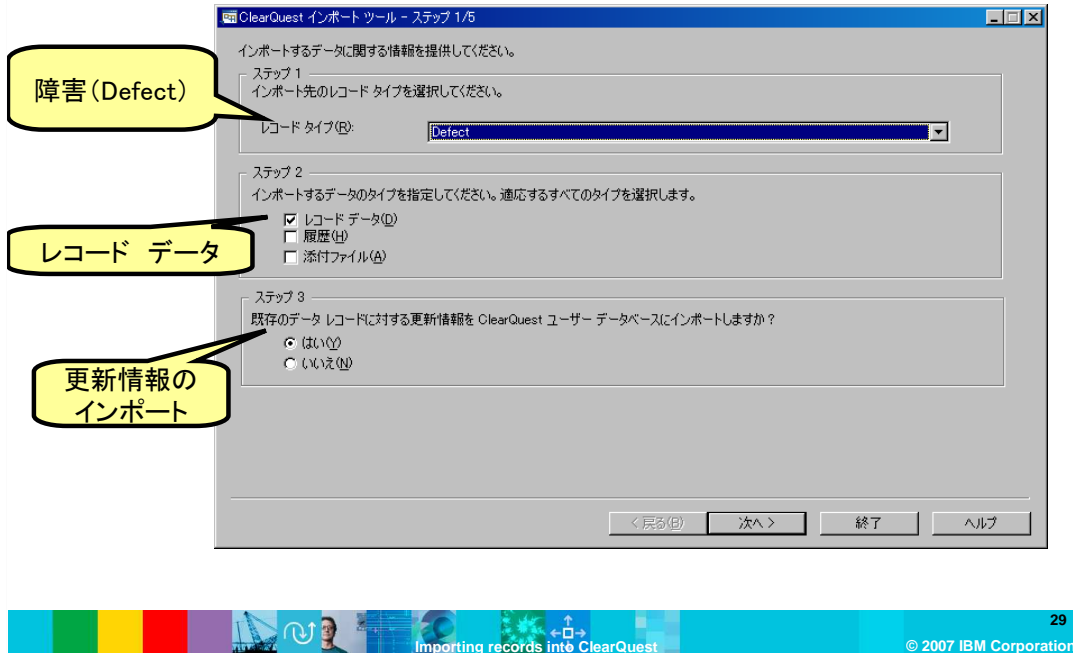 ClearQuest インポート ツール - ステップ 1/5
インポートするデータに関する情報を提供してください。
障害(Defect)
ステップ 1
インポート先のレコード タイプを選択してください。
レコード タイプ(R):
Defect
ステップ 2
インポートするデータのタイプを指定してください。適応するすべてのタイプを選択します。
レコード データ(D)
履歴(H)
添付ファイル(A)
レコード データ
ステップ 3
既存のデータ レコードに対する更新情報を ClearQuest ユーザー データベースにインポートしますか?
はい(Y)
いいえ(N)
更新情報の
インポート
< 戻る(B)
次へ >
終了
ヘルプ
29
Importing records into ClearQuest
© 2007 IBM Corporation